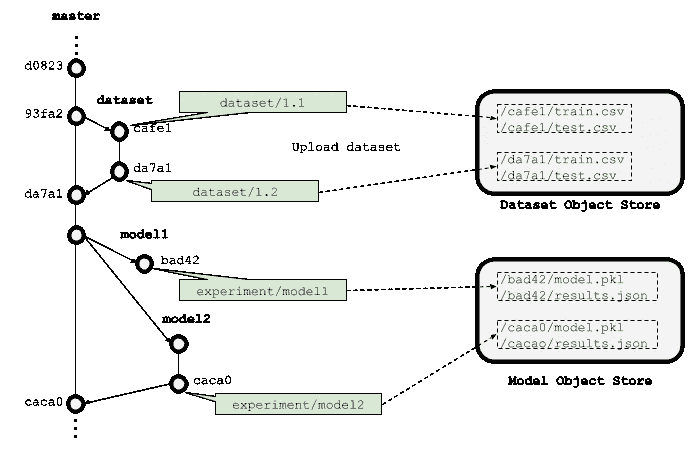 master
d0823
93fa2
dataset
cafe1
dataset/1.1
Upload dataset
/cafe1/train.csv
/cafe1/test.csv
da7a1
da7a1
dataset/1.2
/da7a1/train.csv
/da7a1/test.csv
Dataset Object Store
model1
bad42
experiment/model1
/bad42/model.pkl
/bad42/results.json
model2
/caca0/model.pkl
/cacao/results.json
caca0
Model Object Store
caca0
experiment/model2